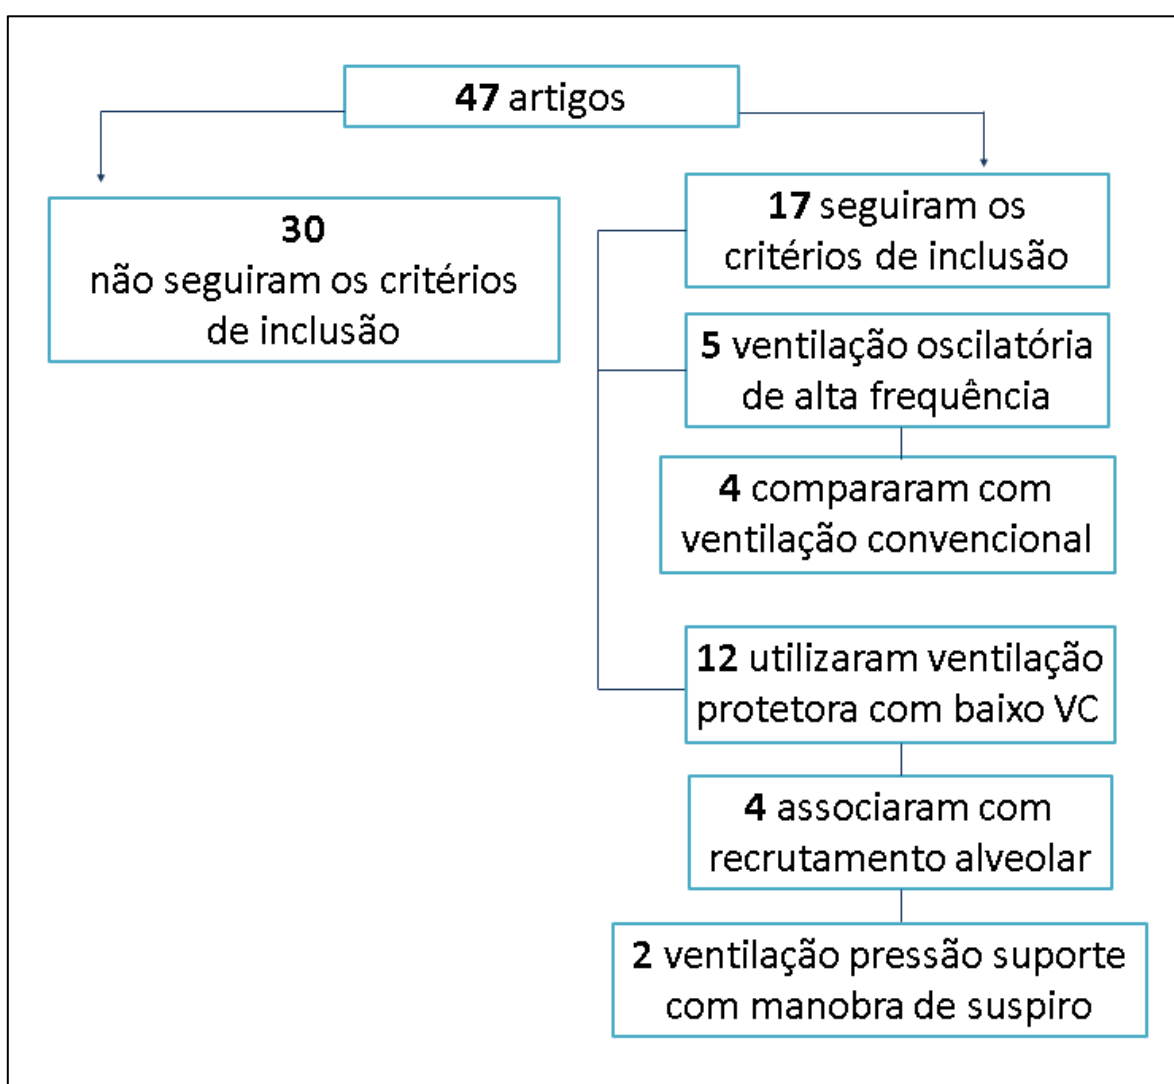 47 artigos
30
não seguiram os critérios
de inclusão
17 seguiram os
critérios de inclusão
5 ventilação oscilatória
de alta frequência
4 compararam com
ventilação convencional
12 utilizaram ventilação
protetora com baixo VC
4 associaram com
recrutamento alveolar
2 ventilação pressão suporte
com manobra de suspiro